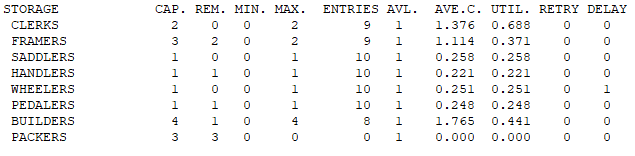 STORAGE CAP. REM. MIN. MAX. ENTRIES AVL. AVE.C. UTIL. RETRY DELAY
CLERKS 2 0 0 2 9 1 1.376 0.688 0 0
FRAMERS 3 2 0 2 9 1 1.114 0.371 0 0
SADDLERS 1 0 0 1 10 1 0.258 0.258 0 0
HANDLERS 1 1 0 1 10 1 0.221 0.221 0 0
WHEELERS 1 0 0 1 10 1 0.251 0.251 0 1
PEDALERS 1 1 0 1 10 1 0.248 0.248 0 0
BUILDERS 4 1 0 4 8 1 1.765 0.441 0 0
PACKERS 3 3 0 0 0 1 0.000 0.000 0 0